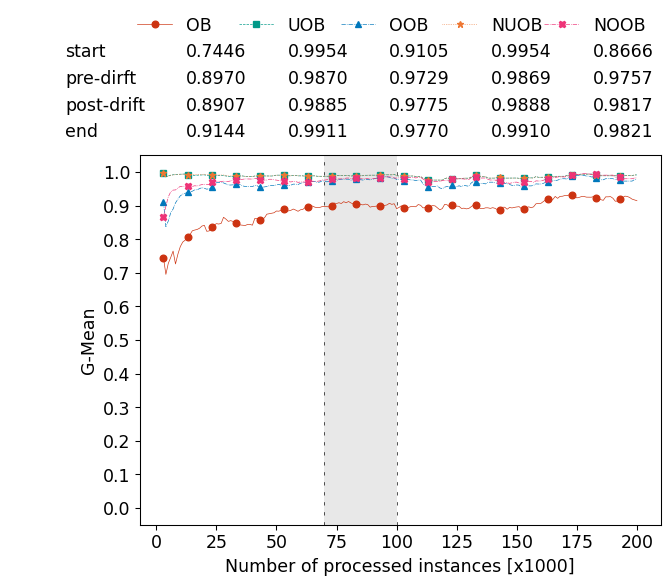 OB UOB OOB NUOB NOOB
start 0.7446 0.9954 0.9105 0.9954 0.8666
pre-dirft 0.8970 0.9870 0.9729 0.9869 0.9757
post-drift 0.8907 0.9885 0.9775 0.9888 0.9817
end 0.9144 0.9911 0.9770 0.9910 0.9821
1.0
0.9
0.8
0.7
0.6
0.5
0.4
0.3
0.2
0.1
0.0
G-Mean
0 25 50 75 100 125 150 175 200
Number of processed instances [x1000]